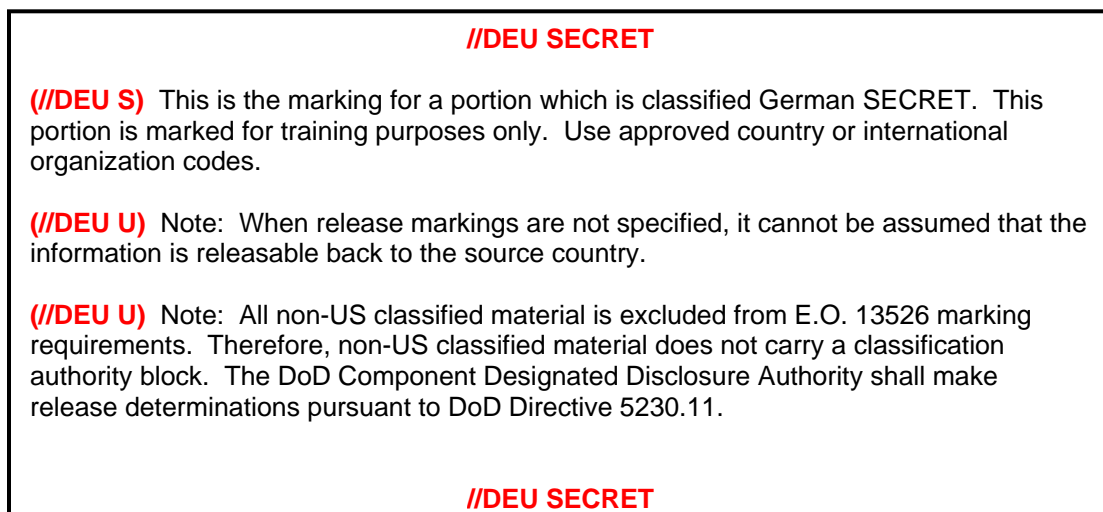 //DEU SECRET
(//DEU S)  This is the marking for a portion which is classified German SECRET.  This
portion is marked for training purposes only.  Use approved country or international
organization codes.
(//DEU U)  Note:  When release markings are not specified, it cannot be assumed that the
information is releasable back to the source country.
(//DEU U)  Note:  All non-US classified material is excluded from E.O. 13526 marking
requirements.  Therefore, non-US classified material does not carry a classification
authority block.  The DoD Component Designated Disclosure Authority shall make
release determinations pursuant to DoD Directive 5230.11.
//DEU SECRET